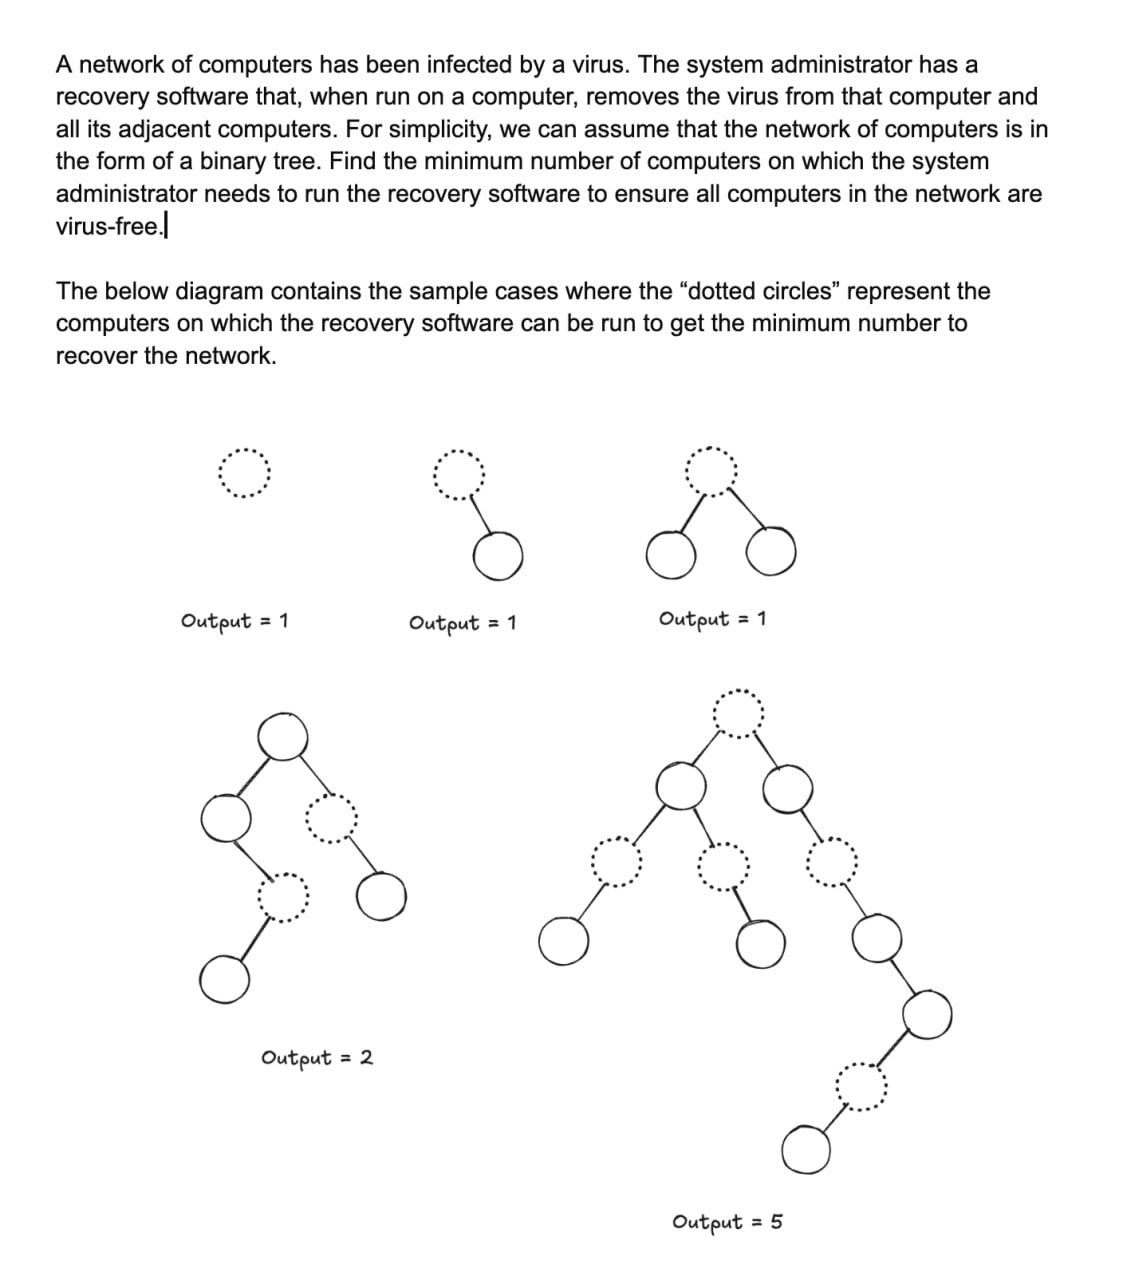 A network of computers has been infected by a virus. The system administrator has a
recovery software that, when run on a computer, removes the virus from that computer and
all its adjacent computers. For simplicity, we can assume that the network of computers is in
the form of a binary tree. Find the minimum number of computers on which the system
administrator needs to run the recovery software to ensure all computers in the network are
virus-free.
The below diagram contains the sample cases where the “dotted circles” represent the
computers on which the recovery software can be run to get the minimum number to
recover the network.
Output = 1
Output = 1
Output = 1
Output = 2
Output = 5